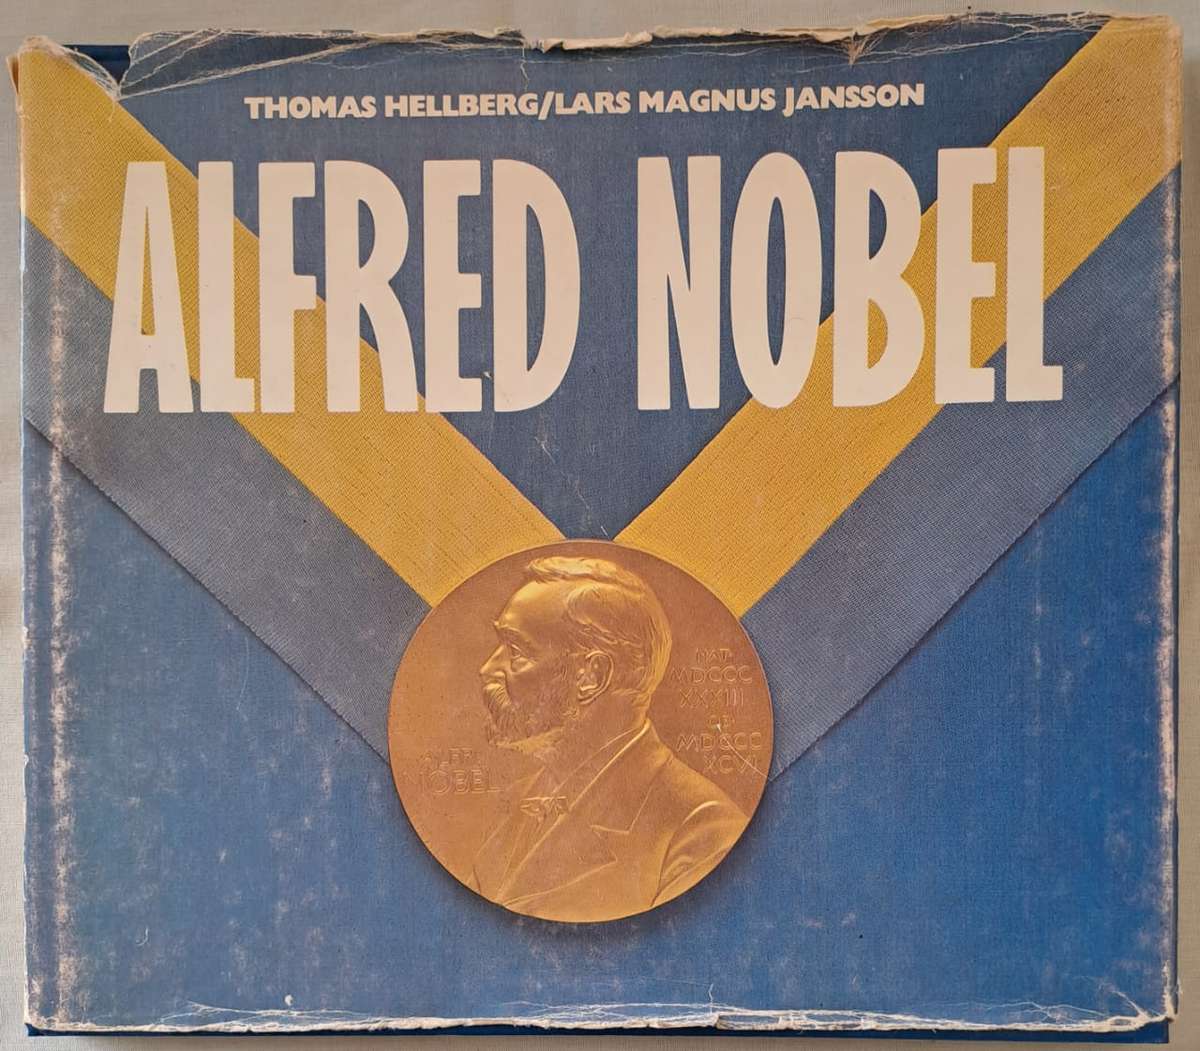 THOMAS HELLBERG/LARS MAGNUS JANSSON
ALFRED NOBEL
ALFR·
NOBEL
NAT·
MDCCC
XXXIII
OB·
MDCCC
XCVI